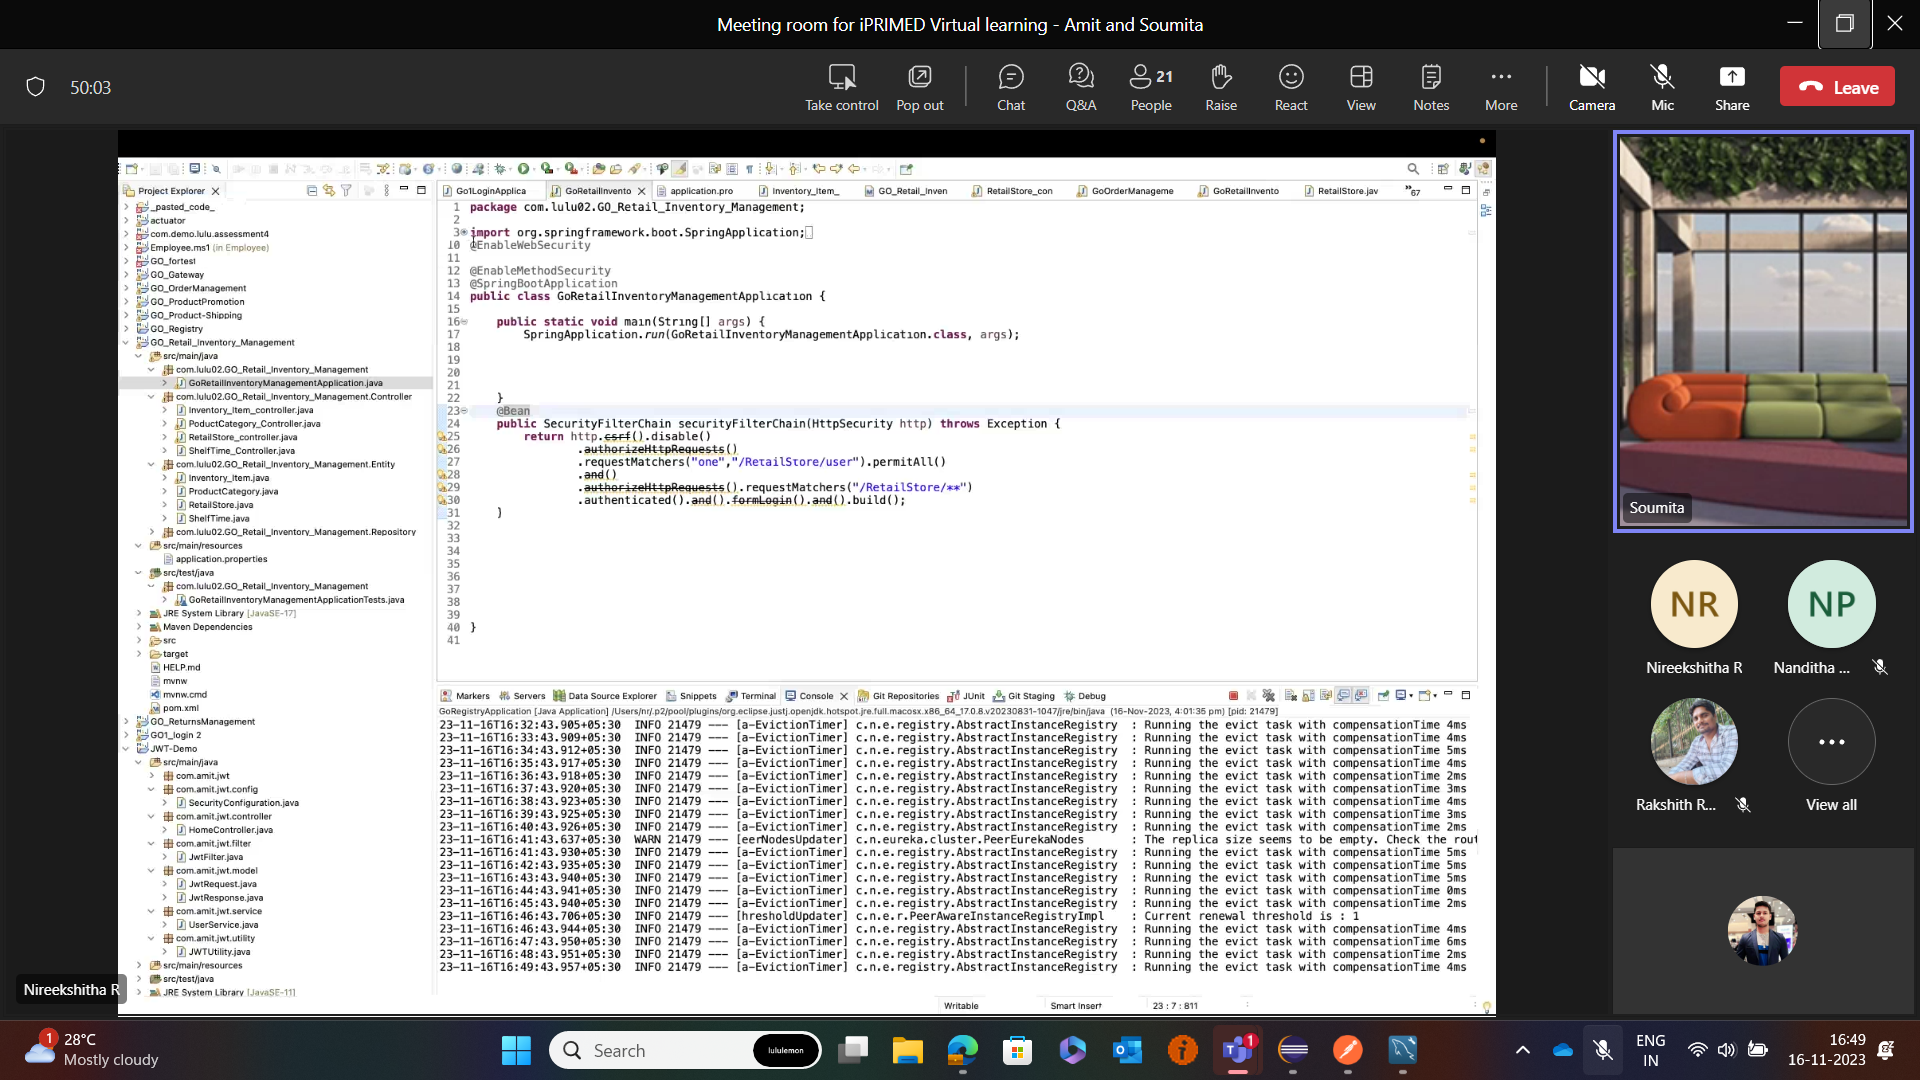 Meeting room for iPRIMED Virtual learning - Amit and Soumita
50:03
Take control
Pop out
Chat
Q&A
21
People
Raise
React
View
Notes
More
Camera
Mic
Share
Leave
Project Explorer
_pasted_code_
actuator
com.demo.lulu.assessment4
Employee.ms1 (in Employee)
GO_fortest
GO_Gateway
GO_OrderManagement
GO_ProductPromotion
GO_Product-Shipping
GO_Registry
GO_Retail_Inventory_Management
src/main/java
com.lulu02.GO_Retail_Inventory_Management
GoRetailInventoryManagementApplication.java
com.lulu02.GO_Retail_Inventory_Management.Controller
Inventory_Item_controller.java
PoductCategory_Controller.java
RetailStore_controller.java
ShelfTime_Controller.java
com.lulu02.GO_Retail_Inventory_Management.Entity
Inventory_Item.java
ProductCategory.java
RetailStore.java
ShelfTime.java
com.lulu02.GO_Retail_Inventory_Management.Repository
src/main/resources
application.properties
src/test/java
com.lulu02.GO_Retail_Inventory_Management
GoRetailInventoryManagementApplicationTests.java
JRE System Library [JavaSE-17]
Maven Dependencies
src
target
HELP.md
mvnw
mvnw.cmd
pom.xml
GO_ReturnsManagement
GO1_login 2
JWT-Demo
src/main/java
com.amit.jwt
com.amit.jwt.config
SecurityConfiguration.java
com.amit.jwt.controller
HomeController.java
com.amit.jwt.filter
JwtFilter.java
com.amit.jwt.model
JwtRequest.java
JwtResponse.java
com.amit.jwt.service
UserService.java
com.amit.jwt.utility
JWTUtility.java
src/main/resources
src/test/java
JRE System Library [JavaSE-11]
Go1LoginApplica
GoRetailInvento
application.pro
Inventory_Item_
GO_Retail_Inven
RetailStore_con
GoOrderManageme
GoRetailInvento
RetailStore.jav
»67
1 package com.lulu02.GO_Retail_Inventory_Management;
2
3 import org.springframework.boot.SpringApplication;
10 @EnableWebSecurity
11
12 @EnableMethodSecurity
13 @SpringBootApplication
14 public class GoRetailInventoryManagementApplication {
15
16 public static void main(String[] args) {
17 SpringApplication.run(GoRetailInventoryManagementApplication.class, args);
18
19
20
21
22 }
23 @Bean
24 public SecurityFilterChain securityFilterChain(HttpSecurity http) throws Exception {
25 return http.csrf().disable()
26 .authorizeHttpRequests()
27 .requestMatchers("one","/RetailStore/user").permitAll()
28 .and()
29 .authorizeHttpRequests().requestMatchers("/RetailStore/**")
30 .authenticated().and().formLogin().and().build();
31 }
32
33
34
35
36
37
38
39
40 }
41
Markers
Servers
Data Source Explorer
Snippets
Terminal
Console
Git Repositories
JUnit
Git Staging
Debug
GoRegistryApplication [Java Application] /Users/nr/.p2/pool/plugins/org.eclipse.justj.openjdk.hotspot.jre.full.macosx.x86_64_17.0.8.v20230831-1047/jre/bin/java (16-Nov-2023, 4:01:35 pm) [pid: 21479]
23-11-16T16:32:43.905+05:30 INFO 21479 --- [a-EvictionTimer] c.n.e.registry.AbstractInstanceRegistry : Running the evict task with compensationTime 4ms
23-11-16T16:33:43.909+05:30 INFO 21479 --- [a-EvictionTimer] c.n.e.registry.AbstractInstanceRegistry : Running the evict task with compensationTime 4ms
23-11-16T16:34:43.912+05:30 INFO 21479 --- [a-EvictionTimer] c.n.e.registry.AbstractInstanceRegistry : Running the evict task with compensationTime 5ms
23-11-16T16:35:43.917+05:30 INFO 21479 --- [a-EvictionTimer] c.n.e.registry.AbstractInstanceRegistry : Running the evict task with compensationTime 4ms
23-11-16T16:36:43.918+05:30 INFO 21479 --- [a-EvictionTimer] c.n.e.registry.AbstractInstanceRegistry : Running the evict task with compensationTime 2ms
23-11-16T16:37:43.920+05:30 INFO 21479 --- [a-EvictionTimer] c.n.e.registry.AbstractInstanceRegistry : Running the evict task with compensationTime 3ms
23-11-16T16:38:43.923+05:30 INFO 21479 --- [a-EvictionTimer] c.n.e.registry.AbstractInstanceRegistry : Running the evict task with compensationTime 4ms
23-11-16T16:39:43.925+05:30 INFO 21479 --- [a-EvictionTimer] c.n.e.registry.AbstractInstanceRegistry : Running the evict task with compensationTime 3ms
23-11-16T16:40:43.926+05:30 INFO 21479 --- [a-EvictionTimer] c.n.e.registry.AbstractInstanceRegistry : Running the evict task with compensationTime 2ms
23-11-16T16:41:43.637+05:30 WARN 21479 --- [eerNodesUpdater] c.n.eureka.cluster.PeerEurekaNodes : The replica size seems to be empty. Check the rout
23-11-16T16:41:43.930+05:30 INFO 21479 --- [a-EvictionTimer] c.n.e.registry.AbstractInstanceRegistry : Running the evict task with compensationTime 5ms
23-11-16T16:42:43.935+05:30 INFO 21479 --- [a-EvictionTimer] c.n.e.registry.AbstractInstanceRegistry : Running the evict task with compensationTime 5ms
23-11-16T16:43:43.940+05:30 INFO 21479 --- [a-EvictionTimer] c.n.e.registry.AbstractInstanceRegistry : Running the evict task with compensationTime 5ms
23-11-16T16:44:43.941+05:30 INFO 21479 --- [a-EvictionTimer] c.n.e.registry.AbstractInstanceRegistry : Running the evict task with compensationTime 0ms
23-11-16T16:45:43.940+05:30 INFO 21479 --- [a-EvictionTimer] c.n.e.registry.AbstractInstanceRegistry : Running the evict task with compensationTime 2ms
23-11-16T16:46:43.706+05:30 INFO 21479 --- [hresholdUpdater] c.n.e.r.PeerAwareInstanceRegistryImpl : Current renewal threshold is : 1
23-11-16T16:46:43.944+05:30 INFO 21479 --- [a-EvictionTimer] c.n.e.registry.AbstractInstanceRegistry : Running the evict task with compensationTime 4ms
23-11-16T16:47:43.950+05:30 INFO 21479 --- [a-EvictionTimer] c.n.e.registry.AbstractInstanceRegistry : Running the evict task with compensationTime 6ms
23-11-16T16:48:43.951+05:30 INFO 21479 --- [a-EvictionTimer] c.n.e.registry.AbstractInstanceRegistry : Running the evict task with compensationTime 2ms
23-11-16T16:49:43.957+05:30 INFO 21479 --- [a-EvictionTimer] c.n.e.registry.AbstractInstanceRegistry : Running the evict task with compensationTime 4ms
Writable
Smart Insert
23 : 7 : 811
Nireekshitha R
Soumita
NR
NP
Nireekshitha R
Nanditha ...
Rakshith R...
View all
1
28°C
Mostly cloudy
Search
lululemon
1
ENG
IN
16:49
16-11-2023